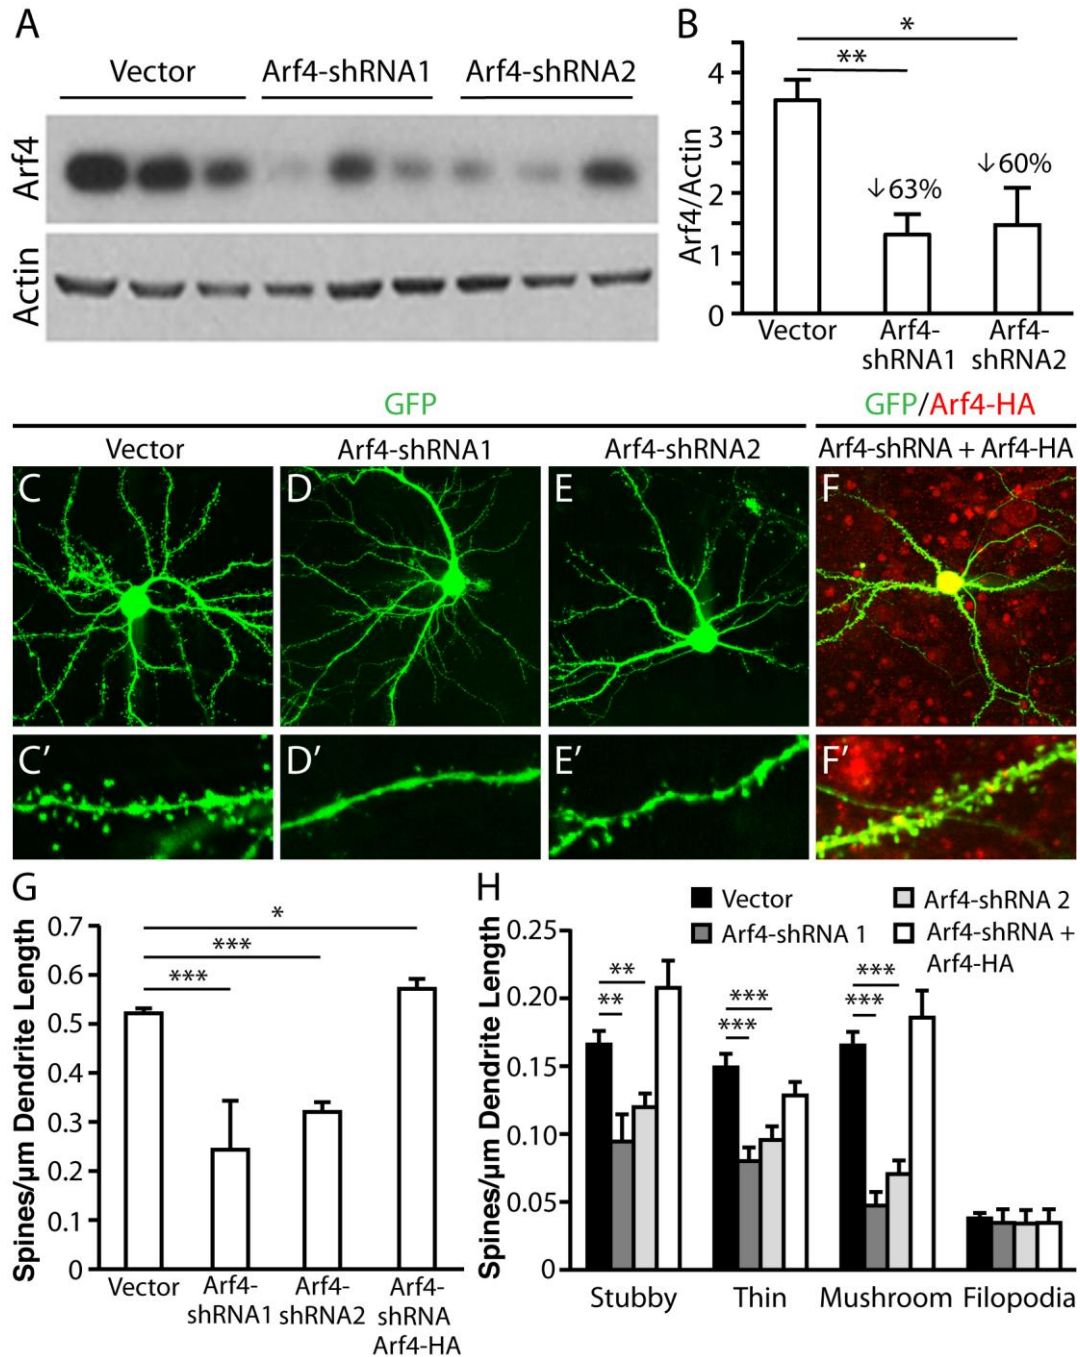 A
Vector
Arf4-shRNA1
Arf4-shRNA2
Arf4
Actin
B
*
**
Arf4/Actin
4
3
2
1
0
↓63%
↓60%
Vector
Arf4-
shRNA1
Arf4-
shRNA2
GFP
GFP/Arf4-HA
Vector
Arf4-shRNA1
Arf4-shRNA2
Arf4-shRNA + Arf4-HA
C
D
E
F
C′
D′
E′
F′
G
Spines/μm Dendrite Length
0.7
0.6
0.5
0.4
0.3
0.2
0.1
0
*
***
***
Vector
Arf4-
shRNA1
Arf4-
shRNA2
Arf4-
shRNA
Arf4-HA
H
Vector
Arf4-shRNA 1
Arf4-shRNA 2
Arf4-shRNA +
Arf4-HA
Spines/μm Dendrite Length
0.25
0.20
0.15
0.10
0.05
0
**
**
***
***
***
***
Stubby
Thin
Mushroom
Filopodia